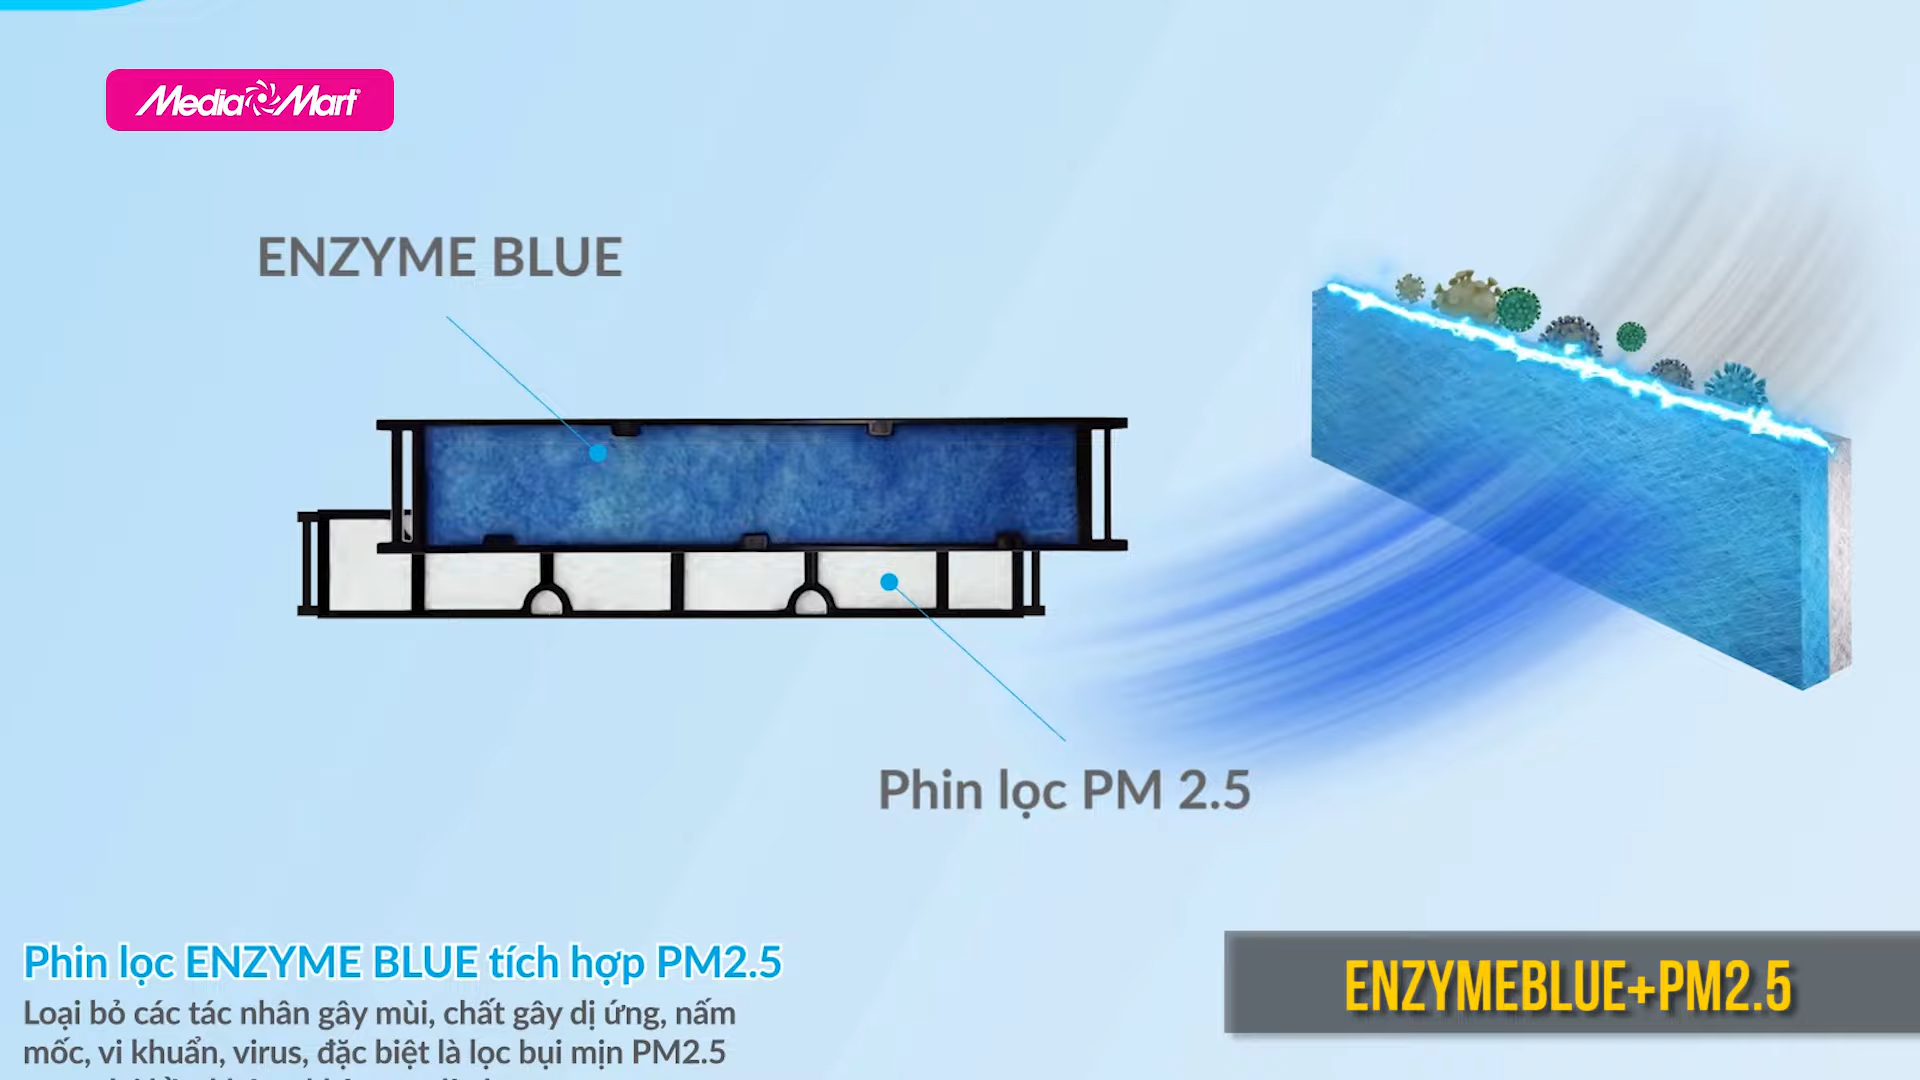 MediaMart
ENZYME BLUE
Phin lọc PM 2.5
Phin lọc ENZYME BLUE tích hợp PM2.5
Loại bỏ các tác nhân gây mùi, chất gây dị ứng, nấm
mốc, vi khuẩn, virus, đặc biệt là lọc bụi mịn PM2.5
ENZYMEBLUE+PM2.5